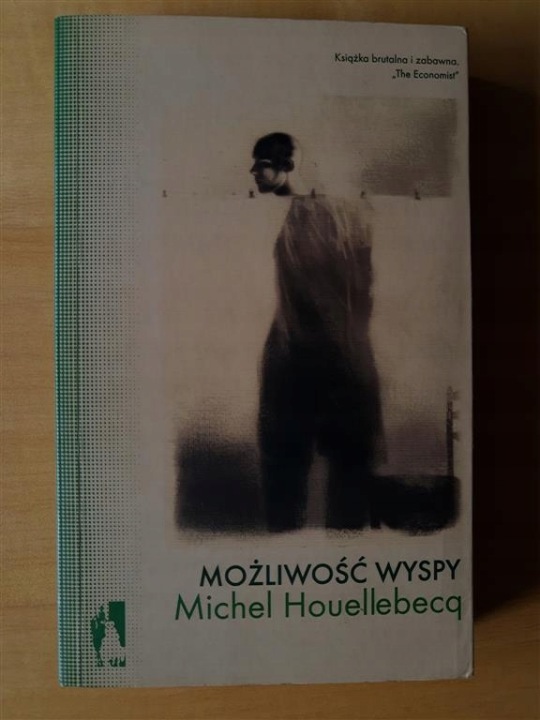 Książka brutalna i zabawna.
„The Economist”
MOŻLIWOŚĆ WYSPY
Michel Houellebecq